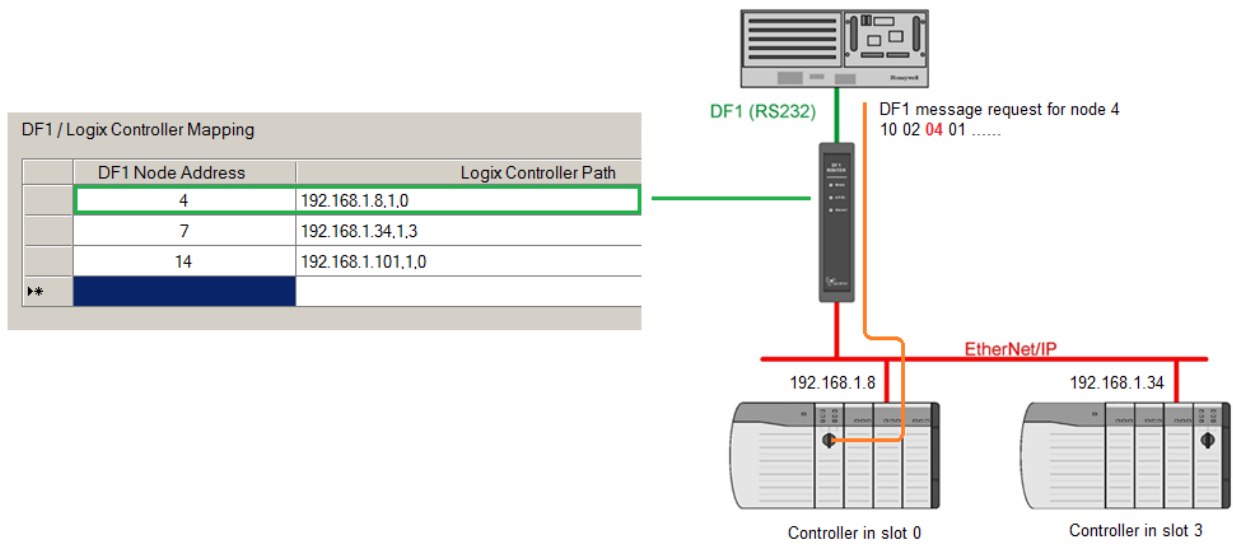 DF1 / Logix Controller Mapping
DF1 Node Address
Logix Controller Path
4
192.168.1.8,1,0
7
192.168.1.34,1,3
14
192.168.1.101,1,0
Honeywell
DF1 (RS232)
DF1 message request for node 4
10 02 04 01 ......
DF1
ROUTER
EtherNet/IP
192.168.1.8
192.168.1.34
Controller in slot 0
Controller in slot 3